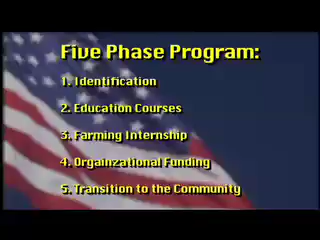 Five Phase Program:
1. Identification
2. Education Courses
3. Farming Internship
4. Orgainzational Funding
5. Transition to the Community